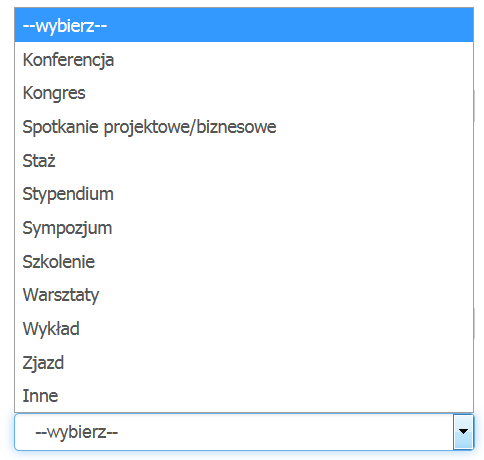 --wybierz--
Konferencja
Kongres
Spotkanie projektowe/biznesowe
Staż
Stypendium
Sympozjum
Szkolenie
Warsztaty
Wykład
Zjazd
Inne
--wybierz--